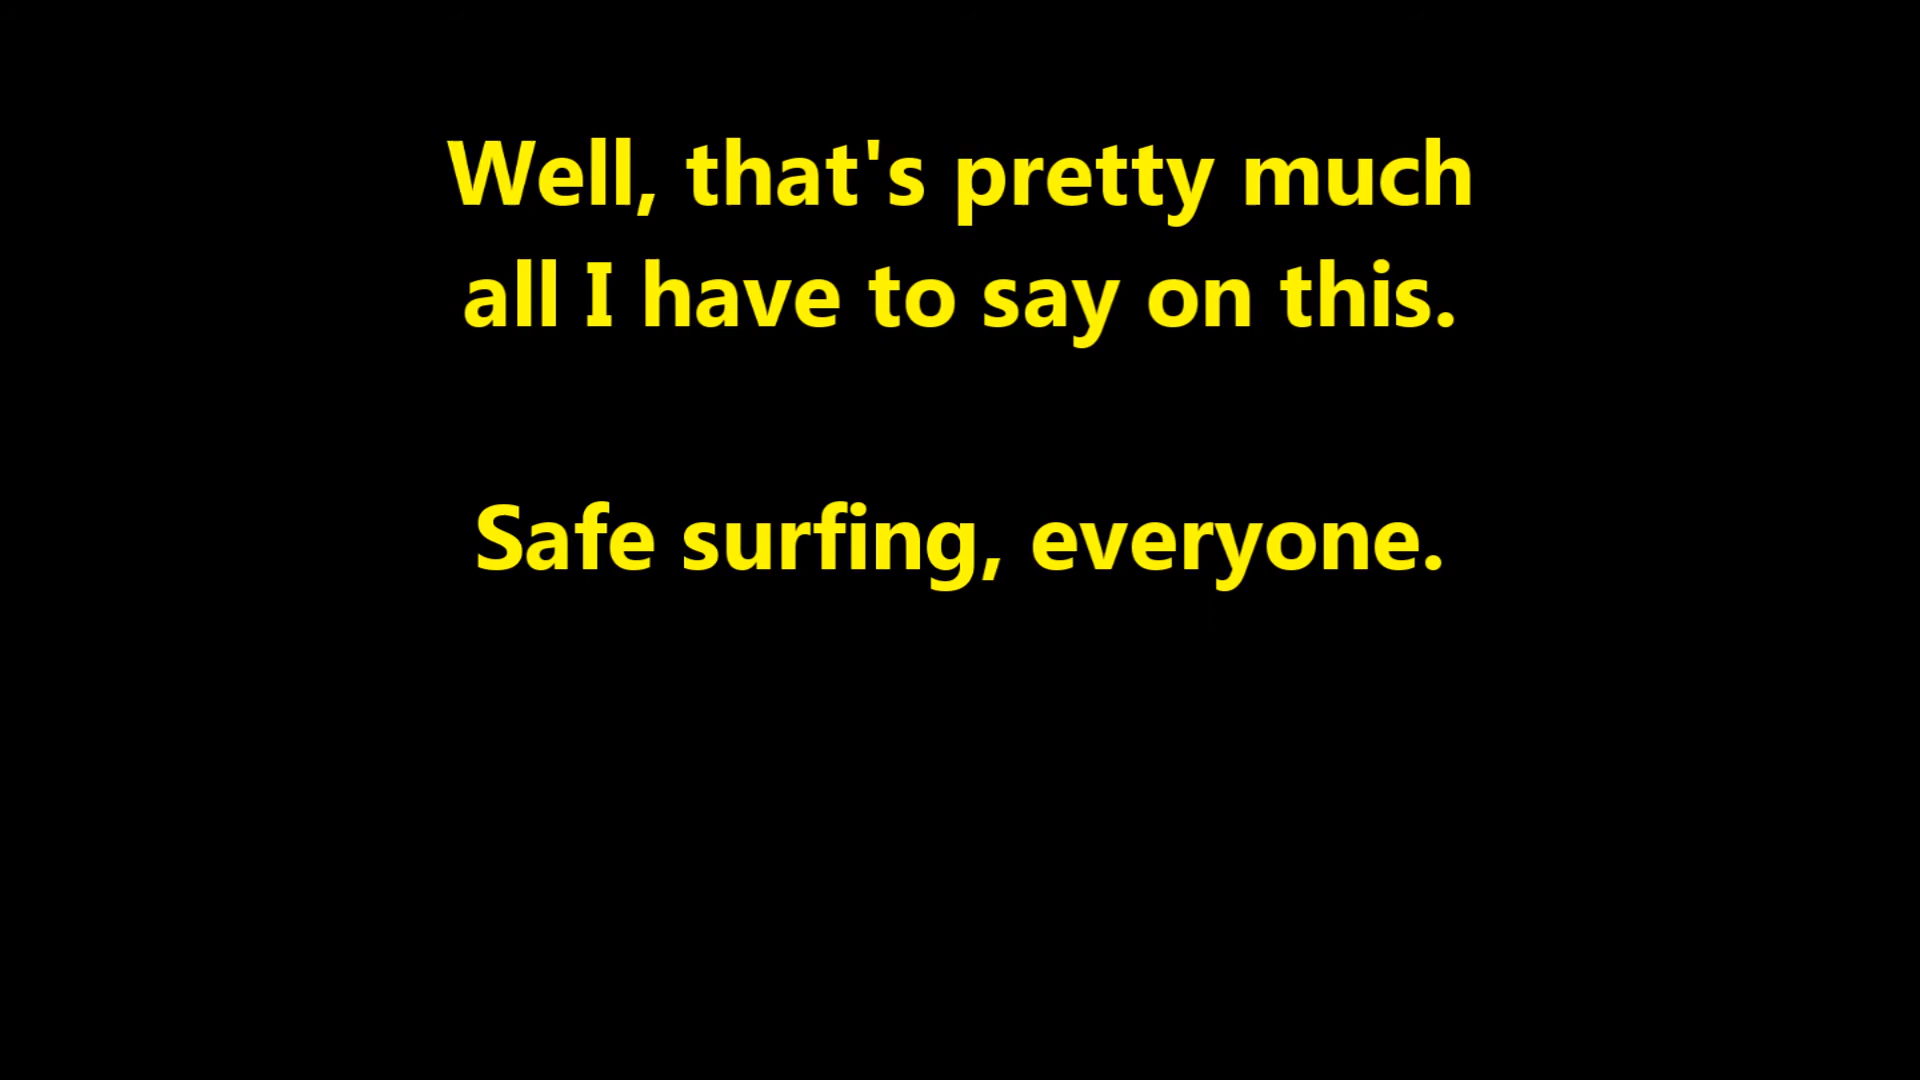 Well, that's pretty much
all I have to say on this.
Safe surfing, everyone.